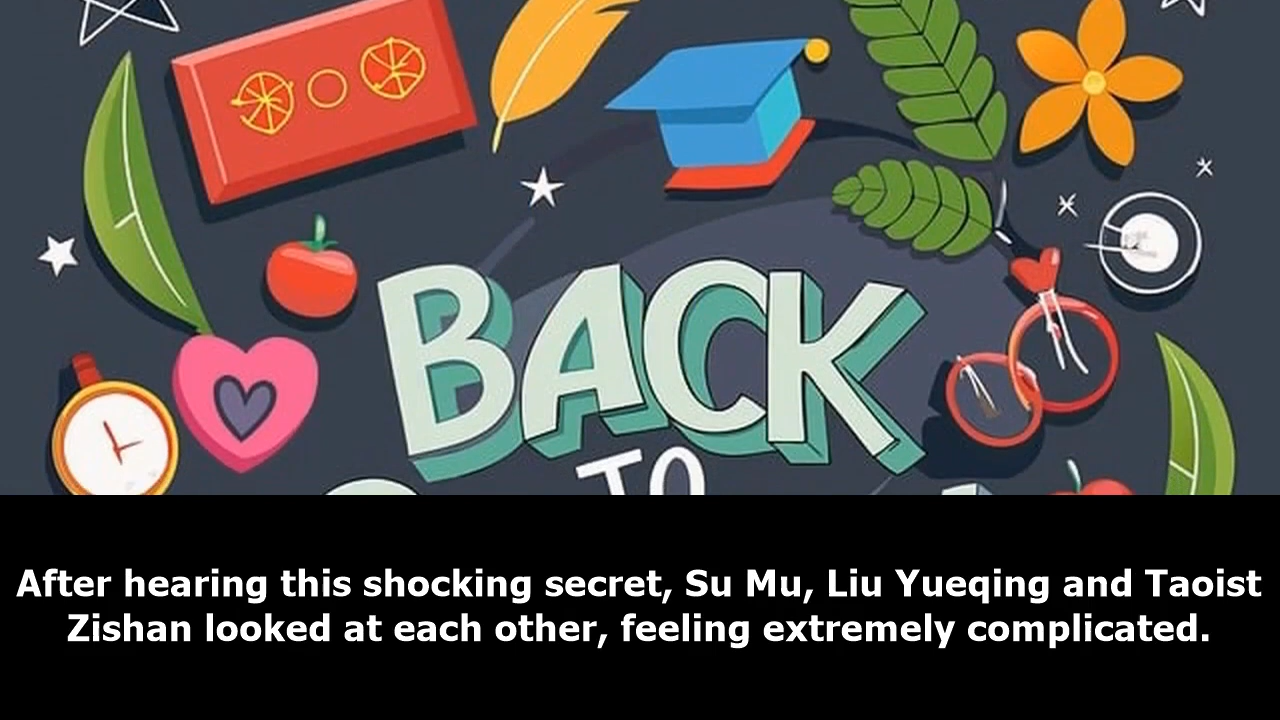 BACK
TO
After hearing this shocking secret, Su Mu, Liu Yueqing and Taoist
Zishan looked at each other, feeling extremely complicated.